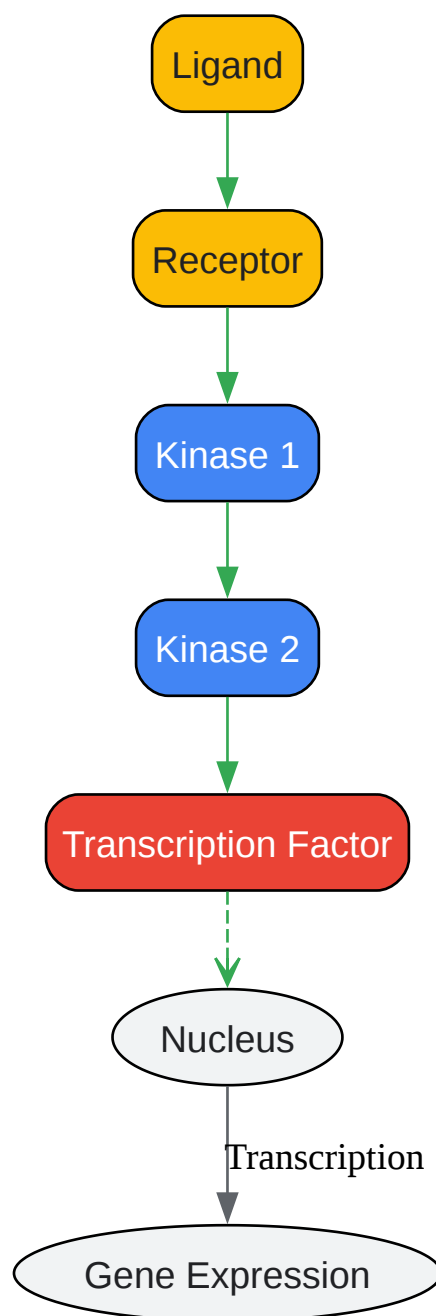 Ligand
Receptor
Kinase 1
Kinase 2
Transcription Factor
Nucleus
Transcription
Gene Expression